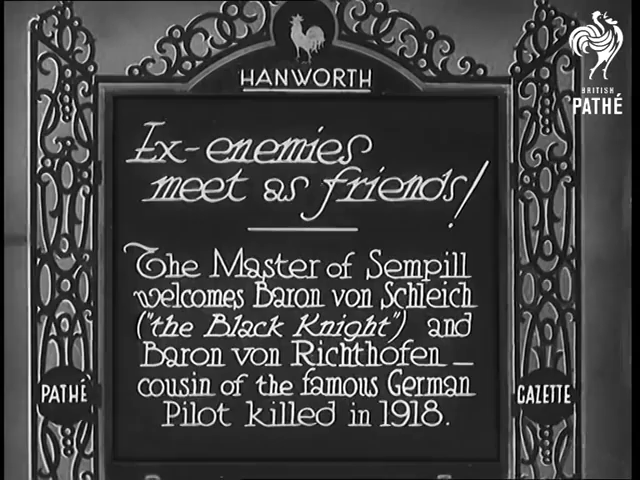 HANWORTH
Ex-enemies
meet as friends!
The Master of Sempill
welcomes Baron von Schleich
("the Black Knight") and
Baron von Richthofen —
cousin of the famous German
Pilot killed in 1918.
PATHÉ
GAZETTE
BRITISH
PATHÉ